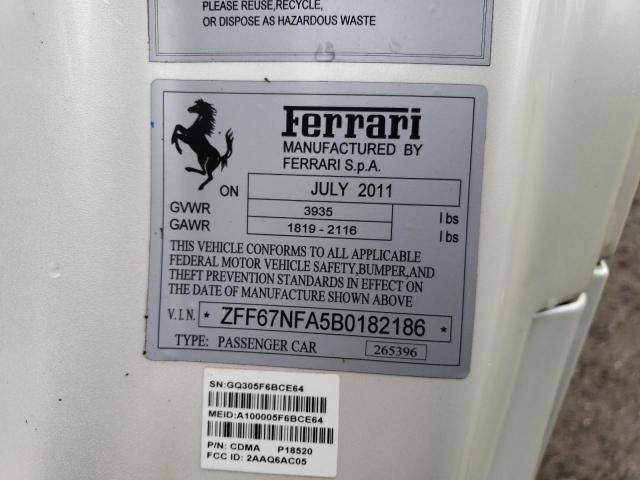 PLEASE REUSE,RECYCLE,
OR DISPOSE AS HAZARDOUS WASTE
Ferrari
MANUFACTURED BY
FERRARI S.p.A.
ON JULY 2011
GVWR 3935 lbs
GAWR 1819 - 2116 lbs
THIS VEHICLE CONFORMS TO ALL APPLICABLE
FEDERAL MOTOR VEHICLE SAFETY,BUMPER,AND
THEFT PREVENTION STANDARDS IN EFFECT ON
THE DATE OF MANUFACTURE SHOWN ABOVE
V.I.N. * ZFF67NFA5B0182186 *
TYPE: PASSENGER CAR 265396
SN:GQ305F6BCE64
MEID:A100005F6BCE64
P/N: CDMA P18520
FCC ID: 2AAQ6AC05